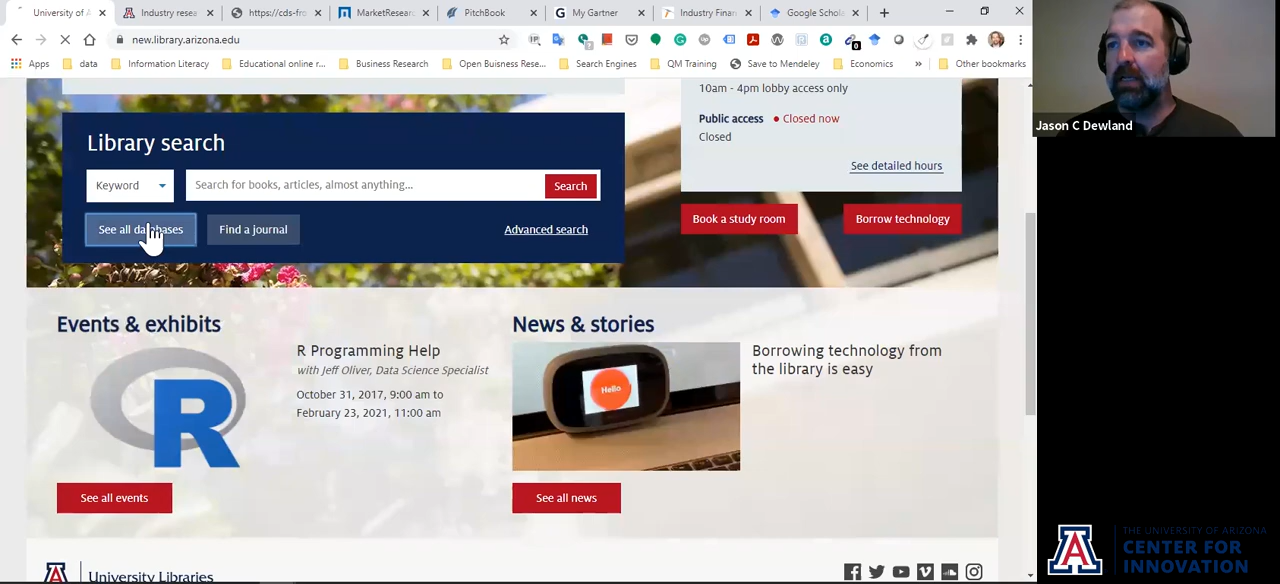 University of A
Industry resea
https://cds-fro
MarketResearc
PitchBook
My Gartner
Industry Finan
Google Schola
new.library.arizona.edu
Apps
data
Information Literacy
Educational online r...
Business Research
Open Buisness Rese...
Search Engines
QM Training
Save to Mendeley
Economics
»
Other bookmarks
Jason C Dewland
10am - 4pm lobby access only
Public access • Closed now
Closed
See detailed hours
Library search
Keyword
Search for books, articles, almost anything...
Search
See all databases
Find a journal
Advanced search
Book a study room
Borrow technology
Events & exhibits
R
R Programming Help
with Jeff Oliver, Data Science Specialist
October 31, 2017, 9:00 am to
February 23, 2021, 11:00 am
See all events
News & stories
Hello
Borrowing technology from
the library is easy
See all news
University Libraries
A
THE UNIVERSITY OF ARIZONA
CENTER FOR
INNOVATION